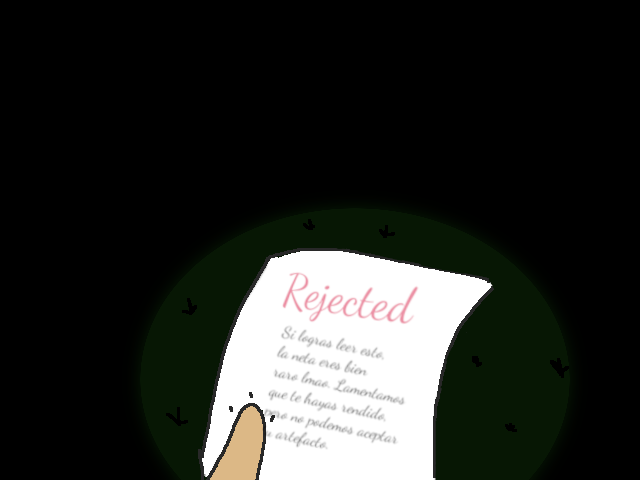 Rejected
Si logras leer esto,
la neta eres bien
raro lmao. Lamentamos
que te hayas rendido,
pero no podemos aceptar
artefacto.